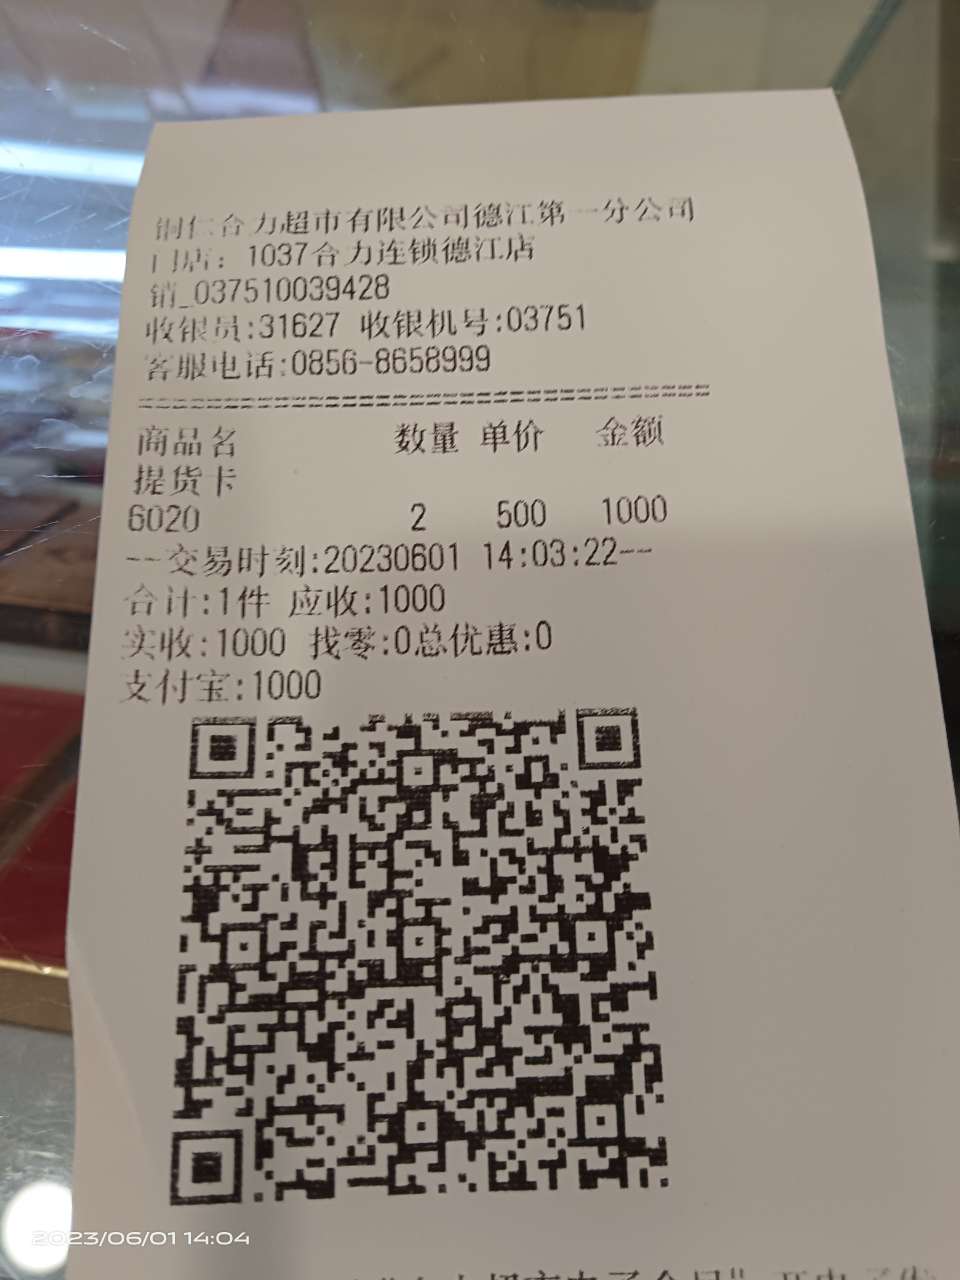 铜仁合力超市有限公司德江第一分公司
门店：1037合力连锁德江店
销_037510039428
收银员:31627 收银机号:03751
客服电话:0856-8658999
商品名 数量 单价 金额
提货卡
6020 2 500 1000
--交易时刻:20230601 14:03:22--
合计:1件 应收:1000
实收:1000 找零:0总优惠:0
支付宝:1000
2023/06/01 14:04